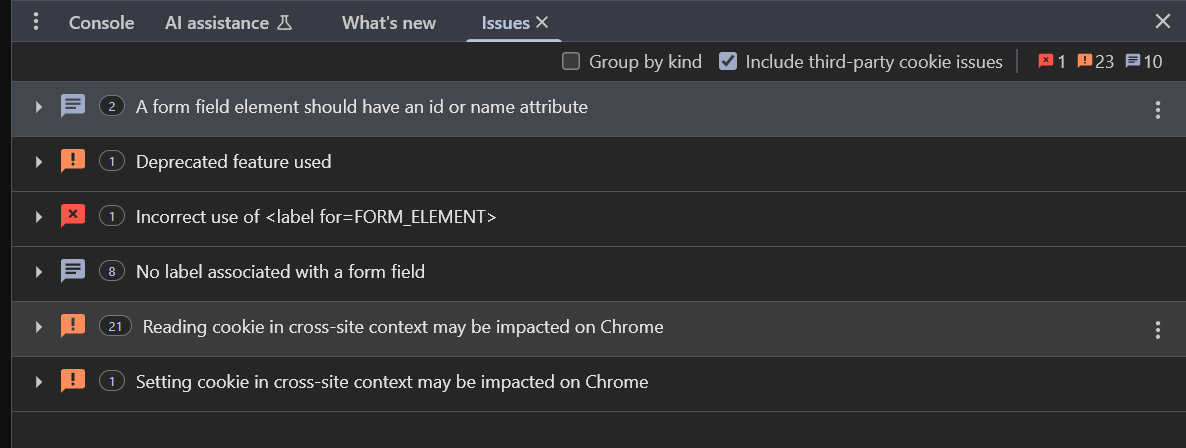 Console AI assistance What's new Issues
Group by kind Include third-party cookie issues 1 23 10
2 A form field element should have an id or name attribute
1 Deprecated feature used
1 Incorrect use of <label for=FORM_ELEMENT>
8 No label associated with a form field
21 Reading cookie in cross-site context may be impacted on Chrome
1 Setting cookie in cross-site context may be impacted on Chrome